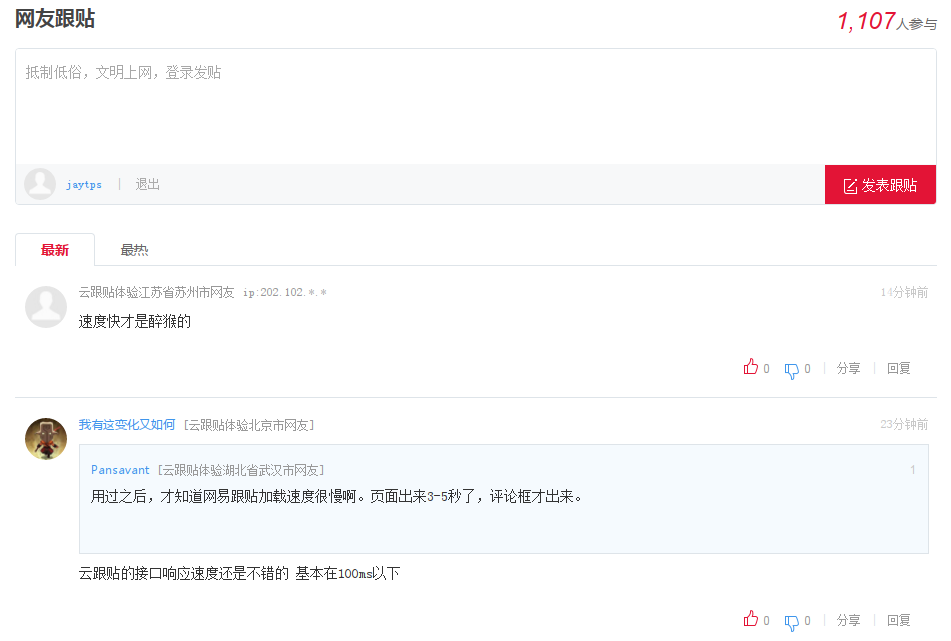 网友跟贴
1,107人参与
抵制低俗，文明上网，登录发贴
jaytps | 退出
发表跟贴
最新 最热
云跟贴体验江苏省苏州市网友 ip:202.102.*.* 14分钟前
速度快才是醉猴的
0 0 | 分享 | 回复
我有这变化又如何 [云跟贴体验北京市网友] 23分钟前
Pansavant [云跟贴体验湖北省武汉市网友] 1
用过之后，才知道网易跟贴加载速度很慢啊。页面出来3-5秒了，评论框才出来。
云跟贴的接口响应速度还是不错的 基本在100ms以下
0 0 | 分享 | 回复